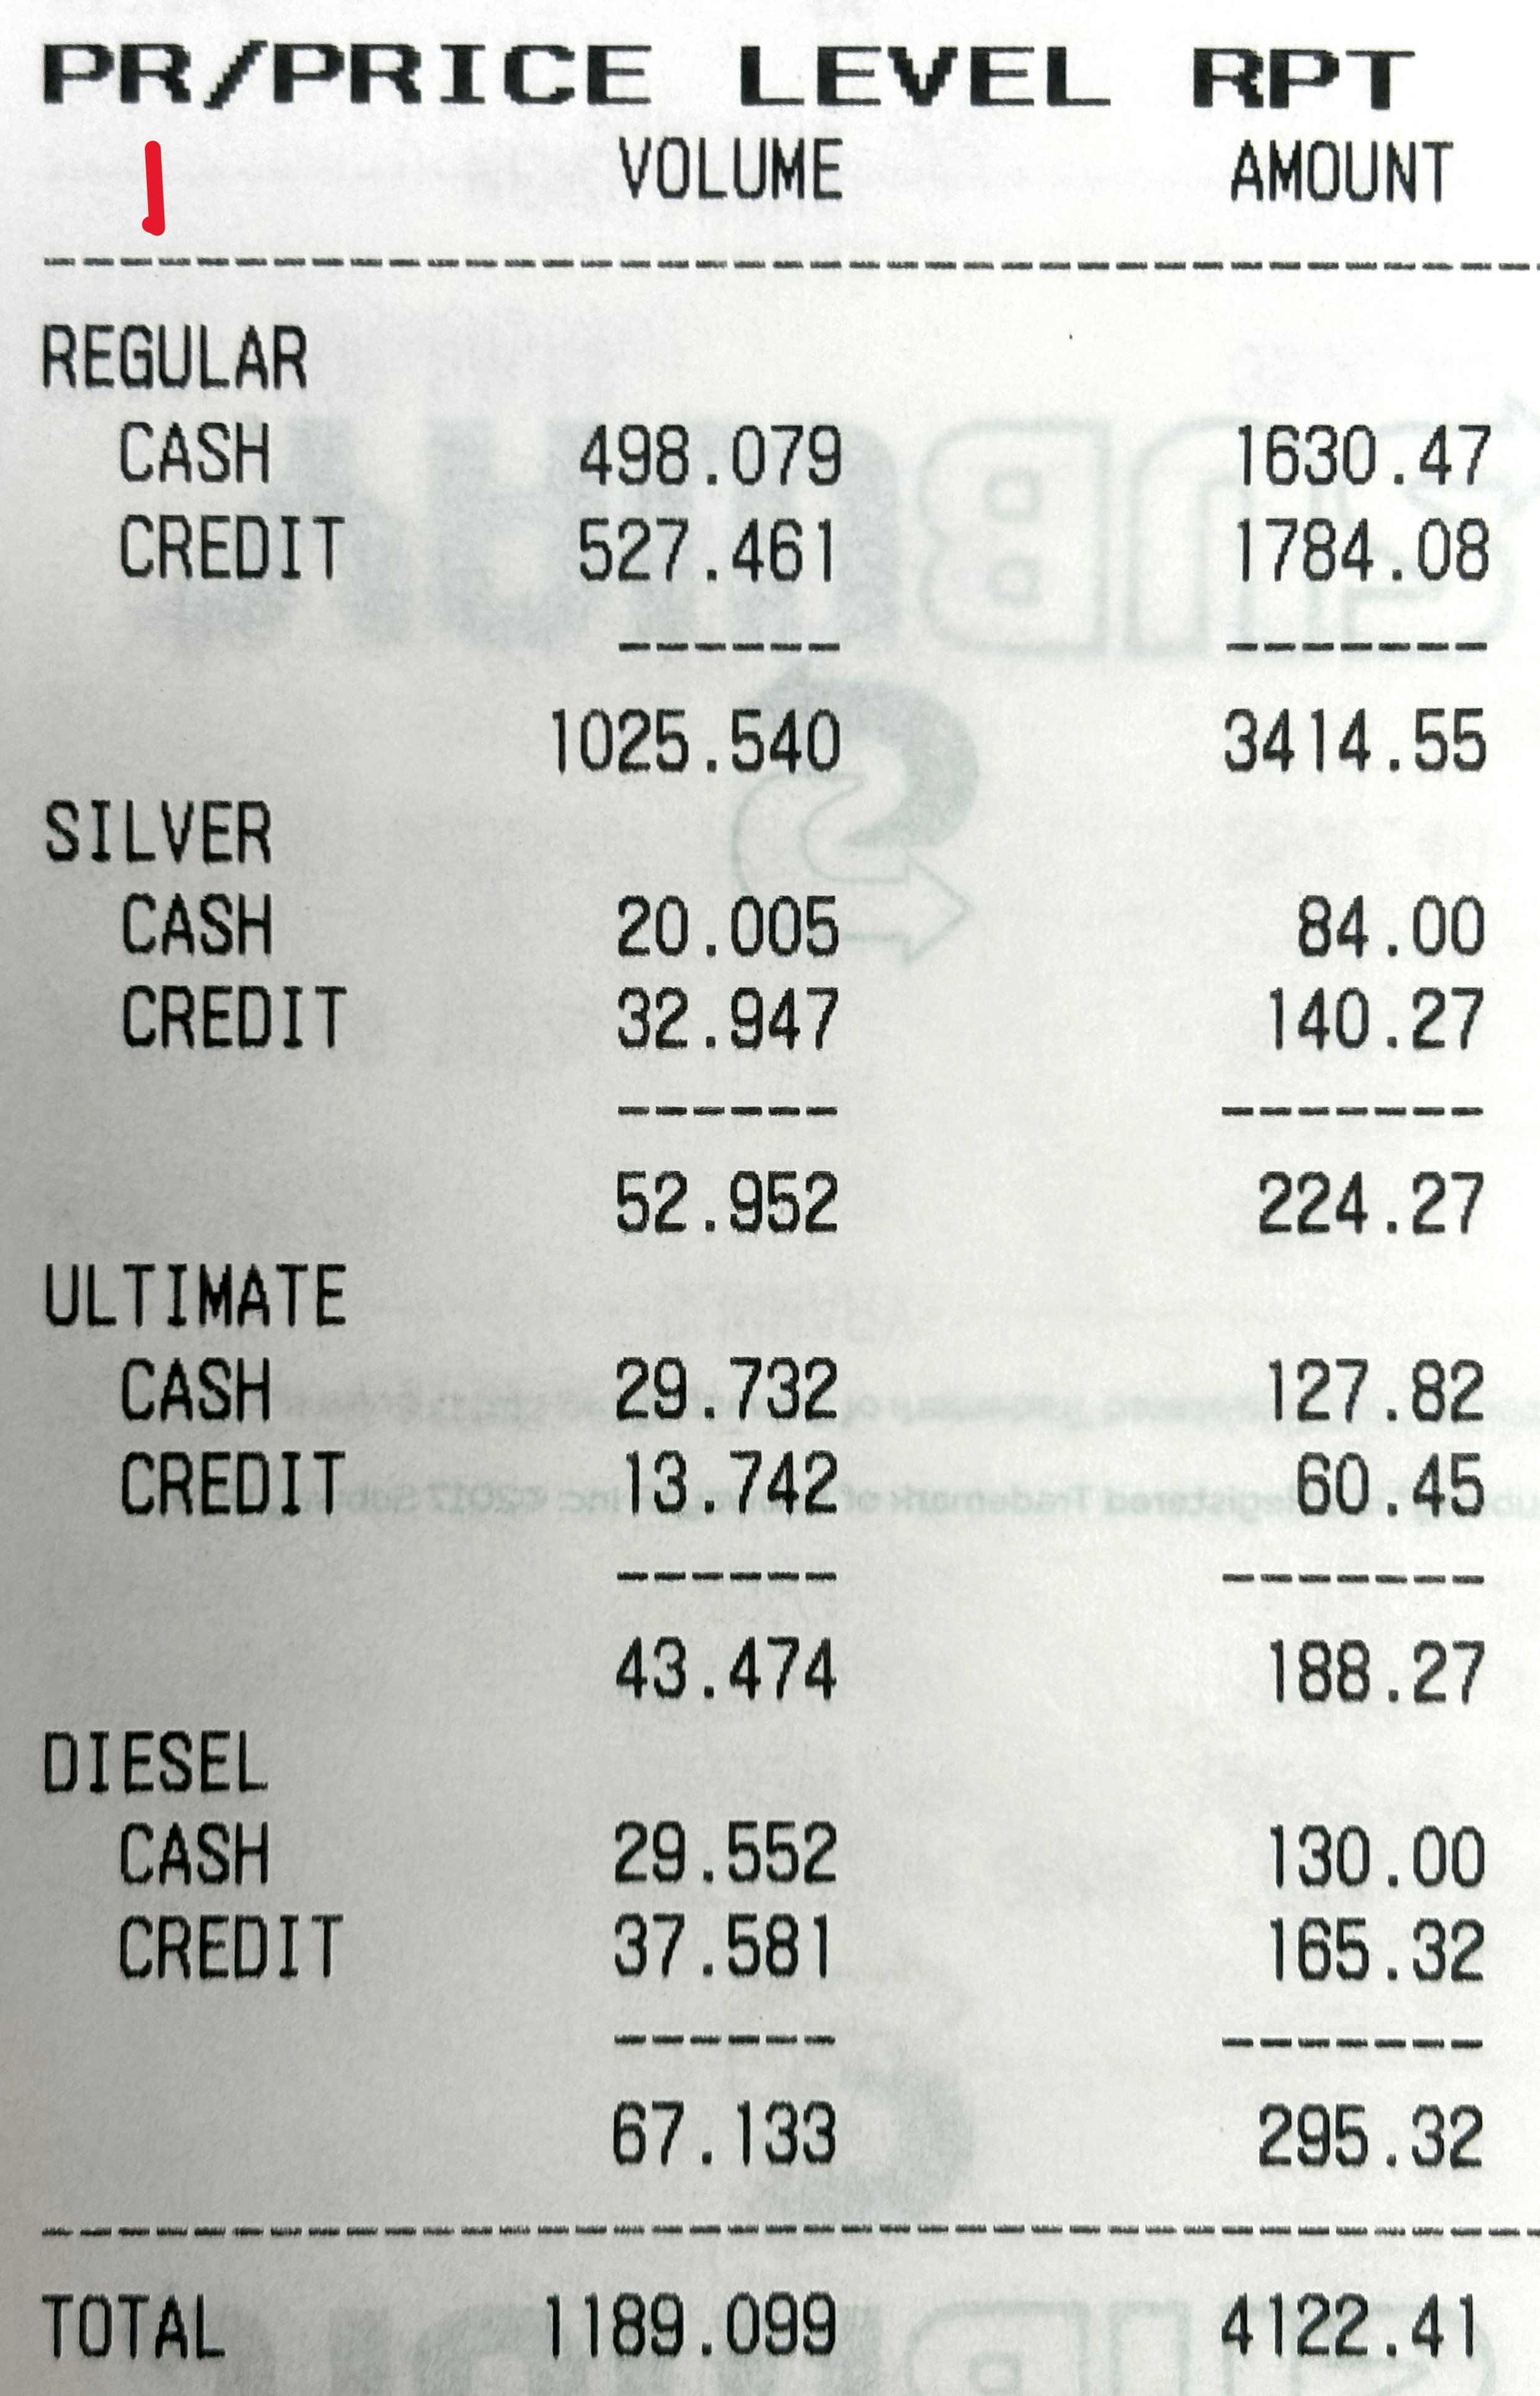 PR/PRICE LEVEL RPT
1 VOLUME AMOUNT
REGULAR
CASH 498.079 1630.47
CREDIT 527.461 1784.08
1025.540 3414.55
SILVER
CASH 20.005 84.00
CREDIT 32.947 140.27
52.952 224.27
ULTIMATE
CASH 29.732 127.82
CREDIT 13.742 60.45
43.474 188.27
DIESEL
CASH 29.552 130.00
CREDIT 37.581 165.32
67.133 295.32
TOTAL 1189.099 4122.41